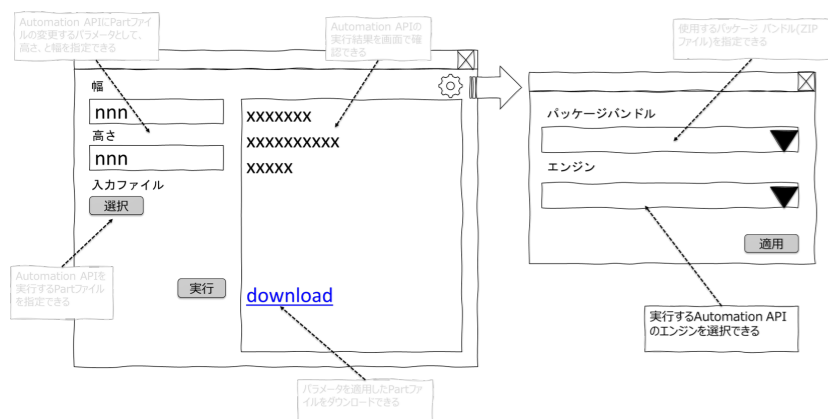 Automation APIにPartファイ
ルの変更するパラメータとして、
高さ、と幅を指定できる
Automation APIの
実行結果を画面で確
認できる
使用するパッケージ バンドル(ZIP
ファイル)を指定できる
幅
nnn
高さ
nnn
入力ファイル
選択
実行
xxxxxxx
xxxxxxxxxx
xxxxx
download
パッケージバンドル
エンジン
適用
Automation APIを
実行するPartファイル
を指定できる
実行するAutomation API
のエンジンを選択できる
パラメータを適用したPartファ
イルをダウンロードできる